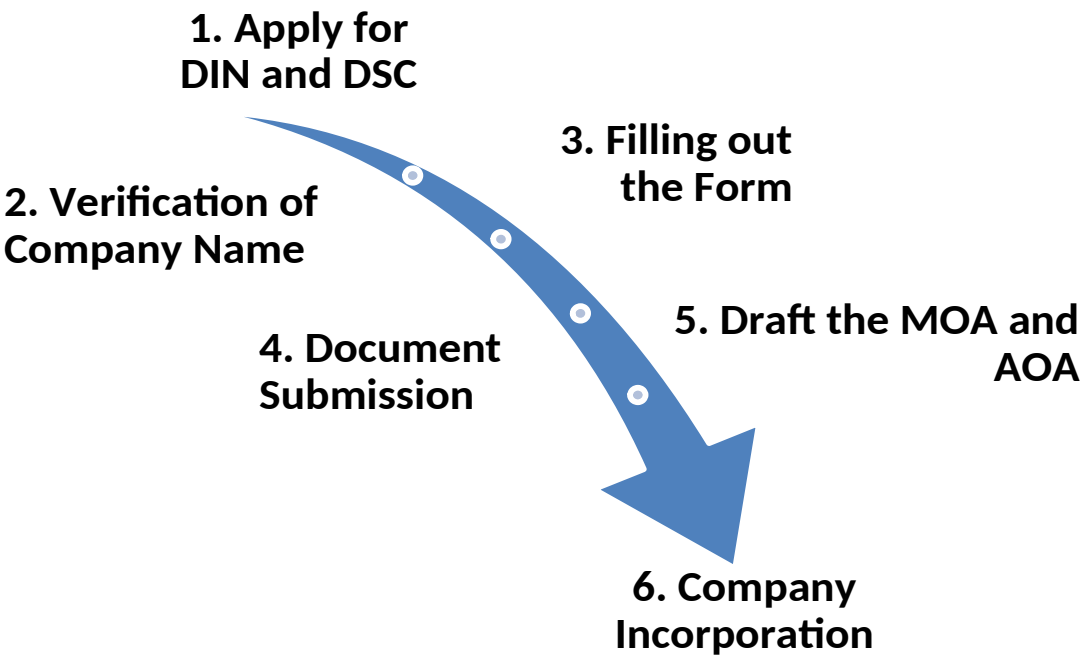 1. Apply for
DIN and DSC
2. Verification of
Company Name
3. Filling out
the Form
4. Document
Submission
5. Draft the MOA and
AOA
6. Company
Incorporation